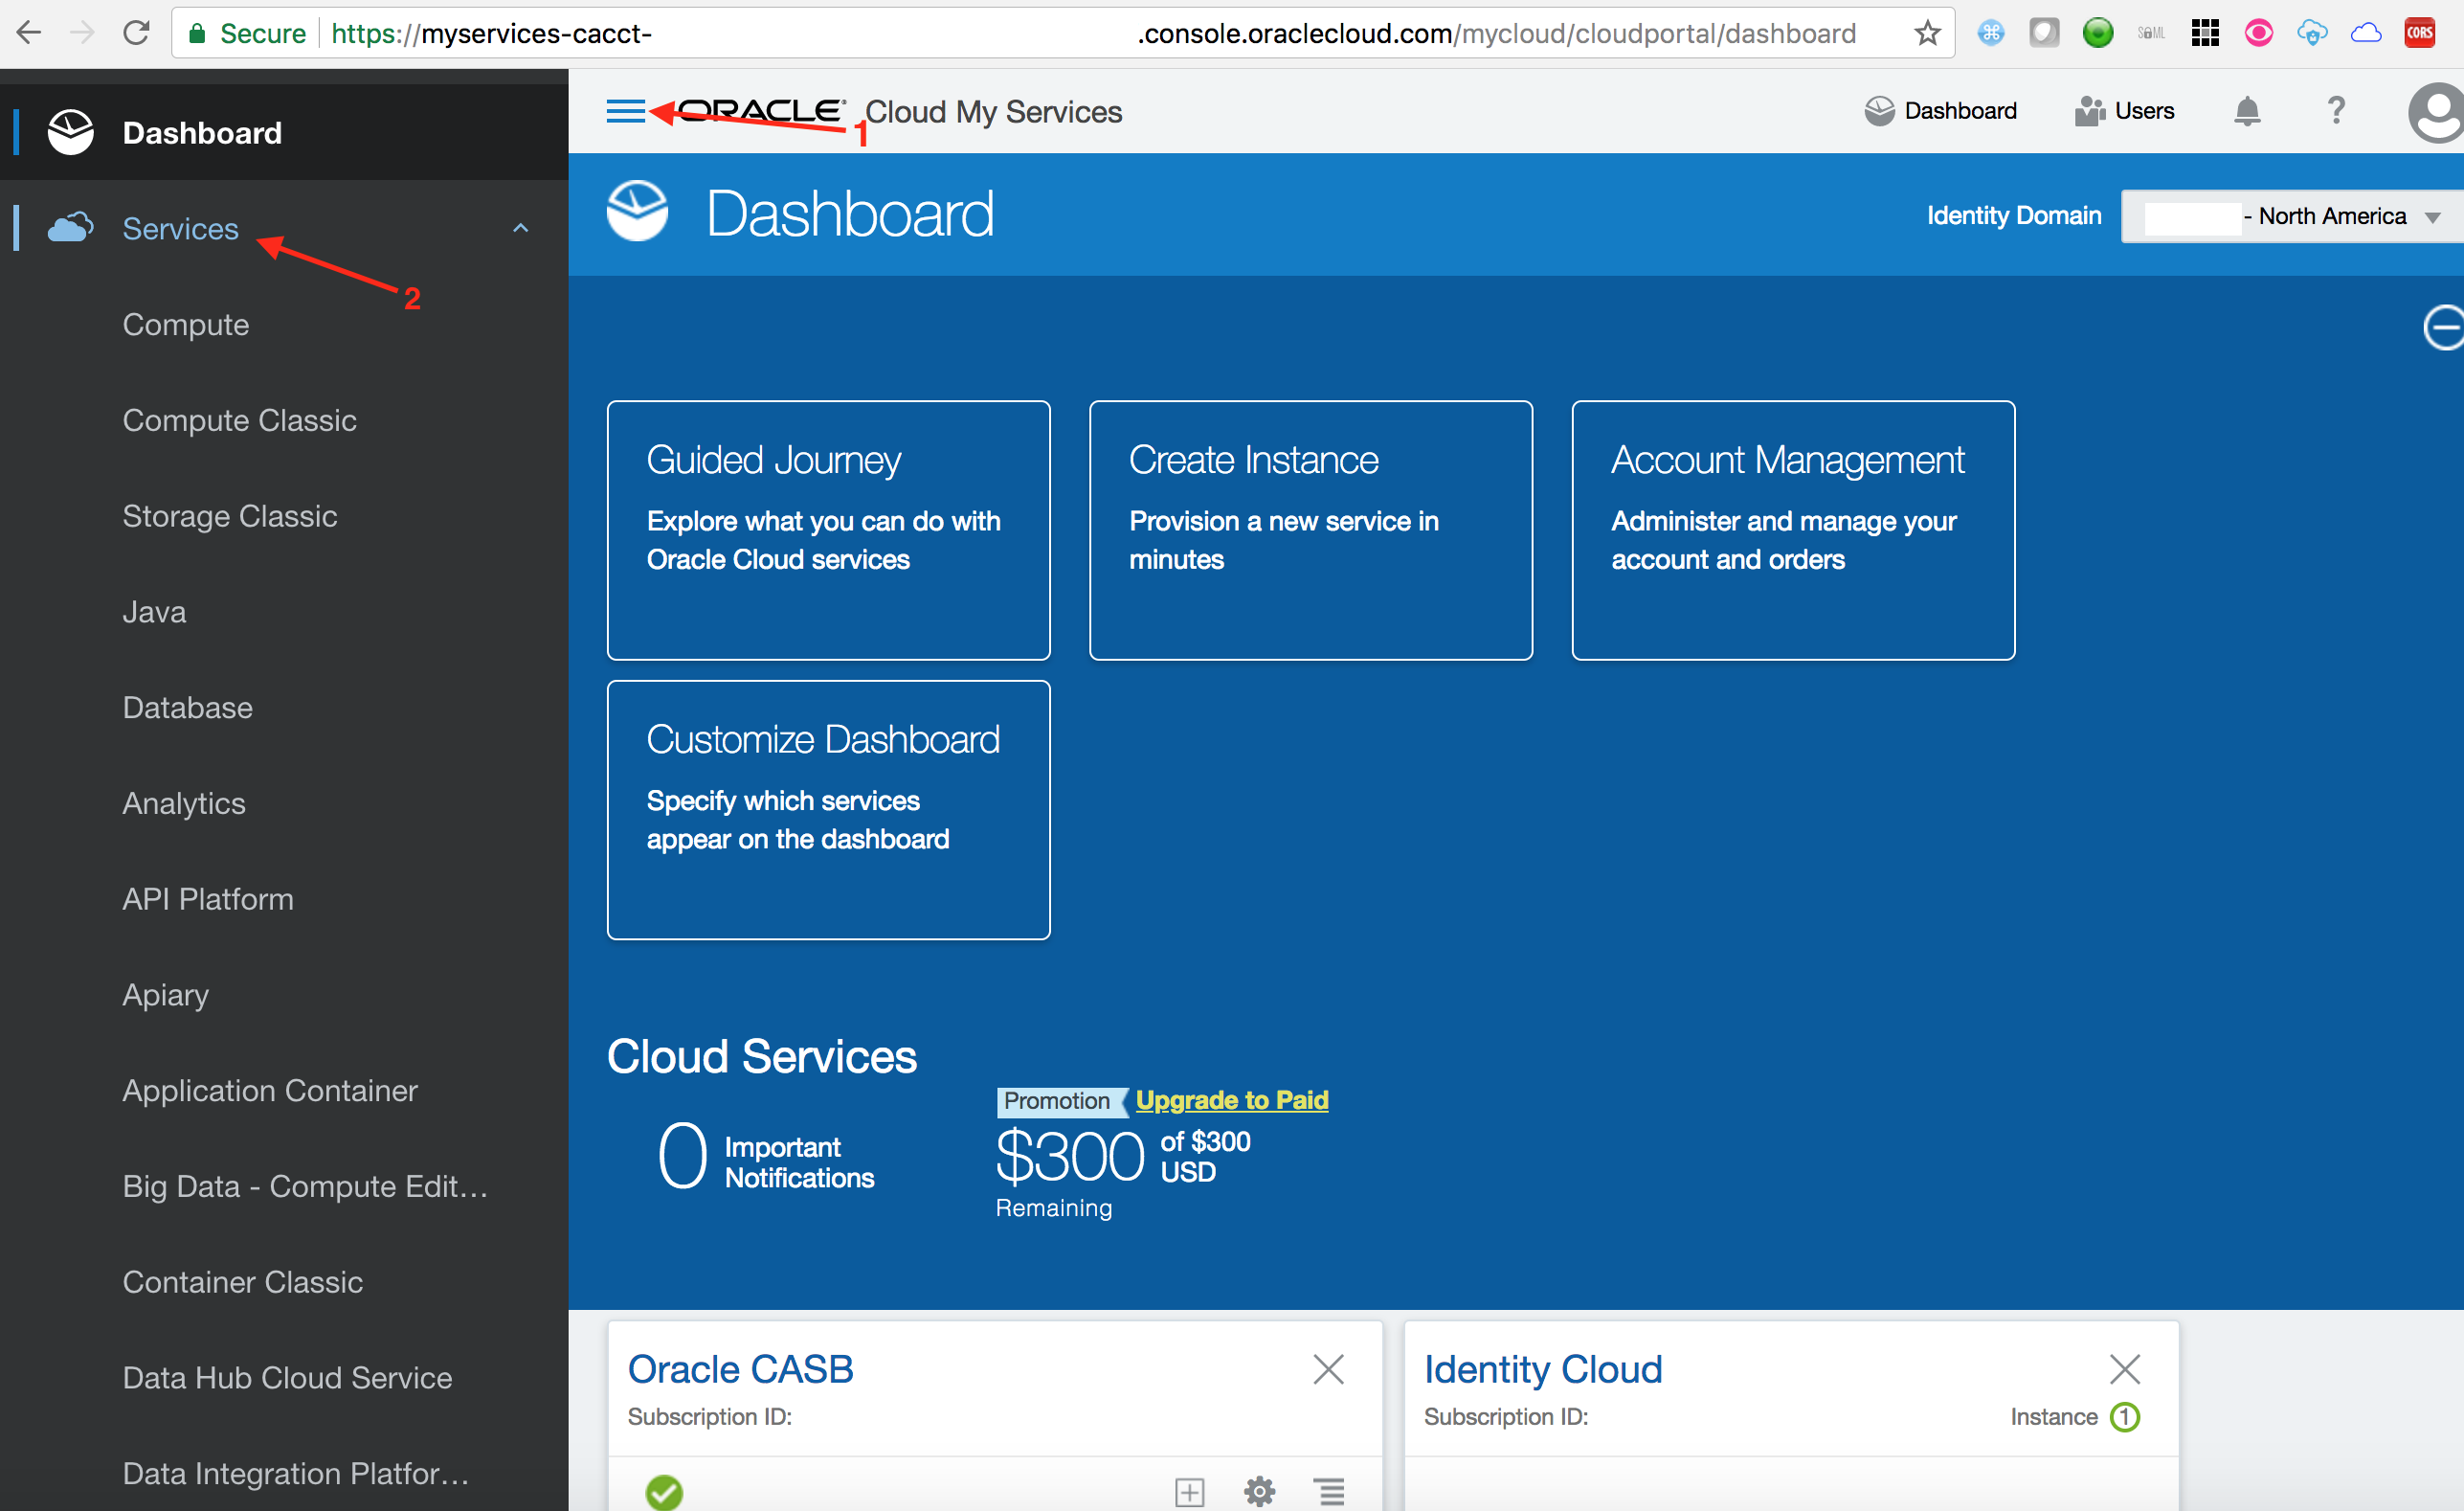 Secure https://myservices-cacct- .console.oraclecloud.com/mycloud/cloudportal/dashboard
SAML
CORS
Dashboard
Services
2
Compute
Compute Classic
Storage Classic
Java
Database
Analytics
API Platform
Apiary
Application Container
Big Data - Compute Edit...
Container Classic
Data Hub Cloud Service
Data Integration Platfor...
ORACLE® Cloud My Services
1
Dashboard Users ?
Dashboard
Identity Domain - North America
Guided Journey
Explore what you can do with
Oracle Cloud services
Create Instance
Provision a new service in
minutes
Account Management
Administer and manage your
account and orders
Customize Dashboard
Specify which services
appear on the dashboard
Cloud Services
0 Important
Notifications
Promotion Upgrade to Paid
$300 of $300
USD
Remaining
Oracle CASB
Subscription ID:
Identity Cloud
Subscription ID:
Instance 1